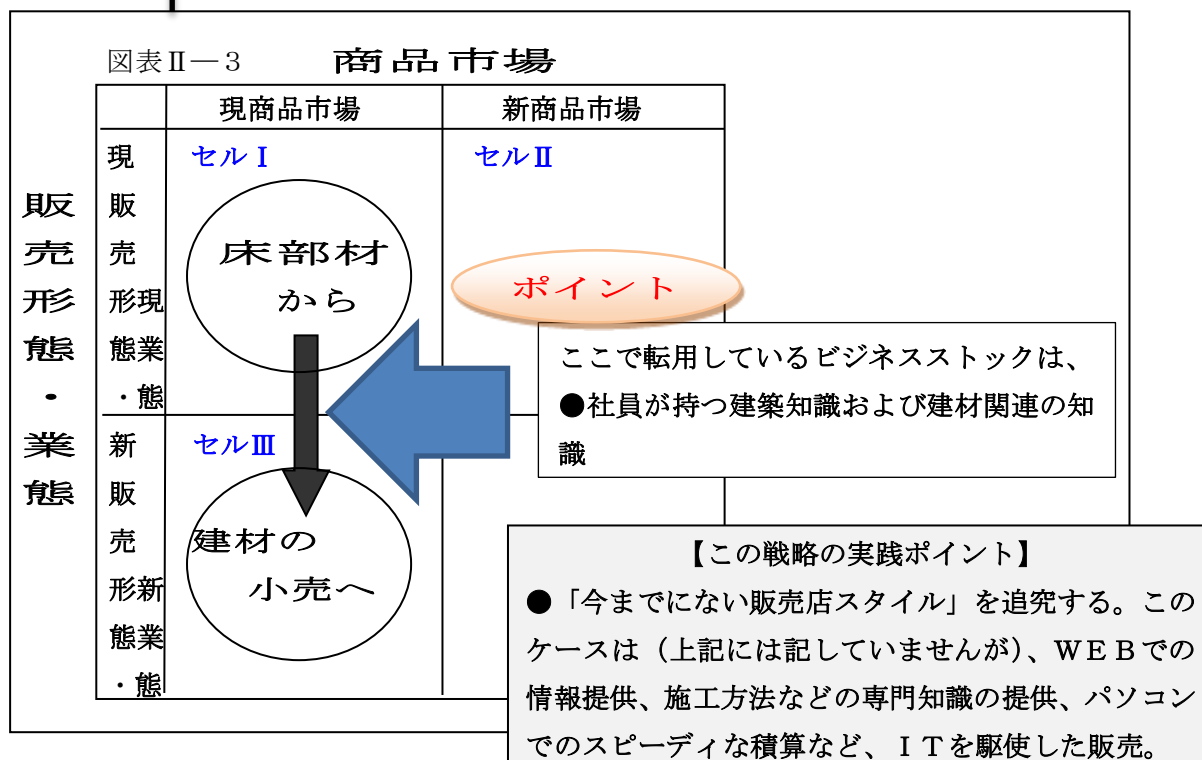 図表Ⅱ―3 商品市場
現商品市場 新商品市場
販売形態・業態
現販売形態・現業態
セルⅠ
セルⅡ
床部材
から
ポイント
ここで転用しているビジネスストックは、
●社員が持つ建築知識および建材関連の知
識
新販売形態・新業態
セルⅢ
建材の
小売へ
【この戦略の実践ポイント】
●「今までにない販売店スタイル」を追究する。この
ケースは（上記には記していませんが）、ＷＥＢでの
情報提供、施工方法などの専門知識の提供、パソコン
でのスピーディな積算など、ＩＴを駆使した販売。